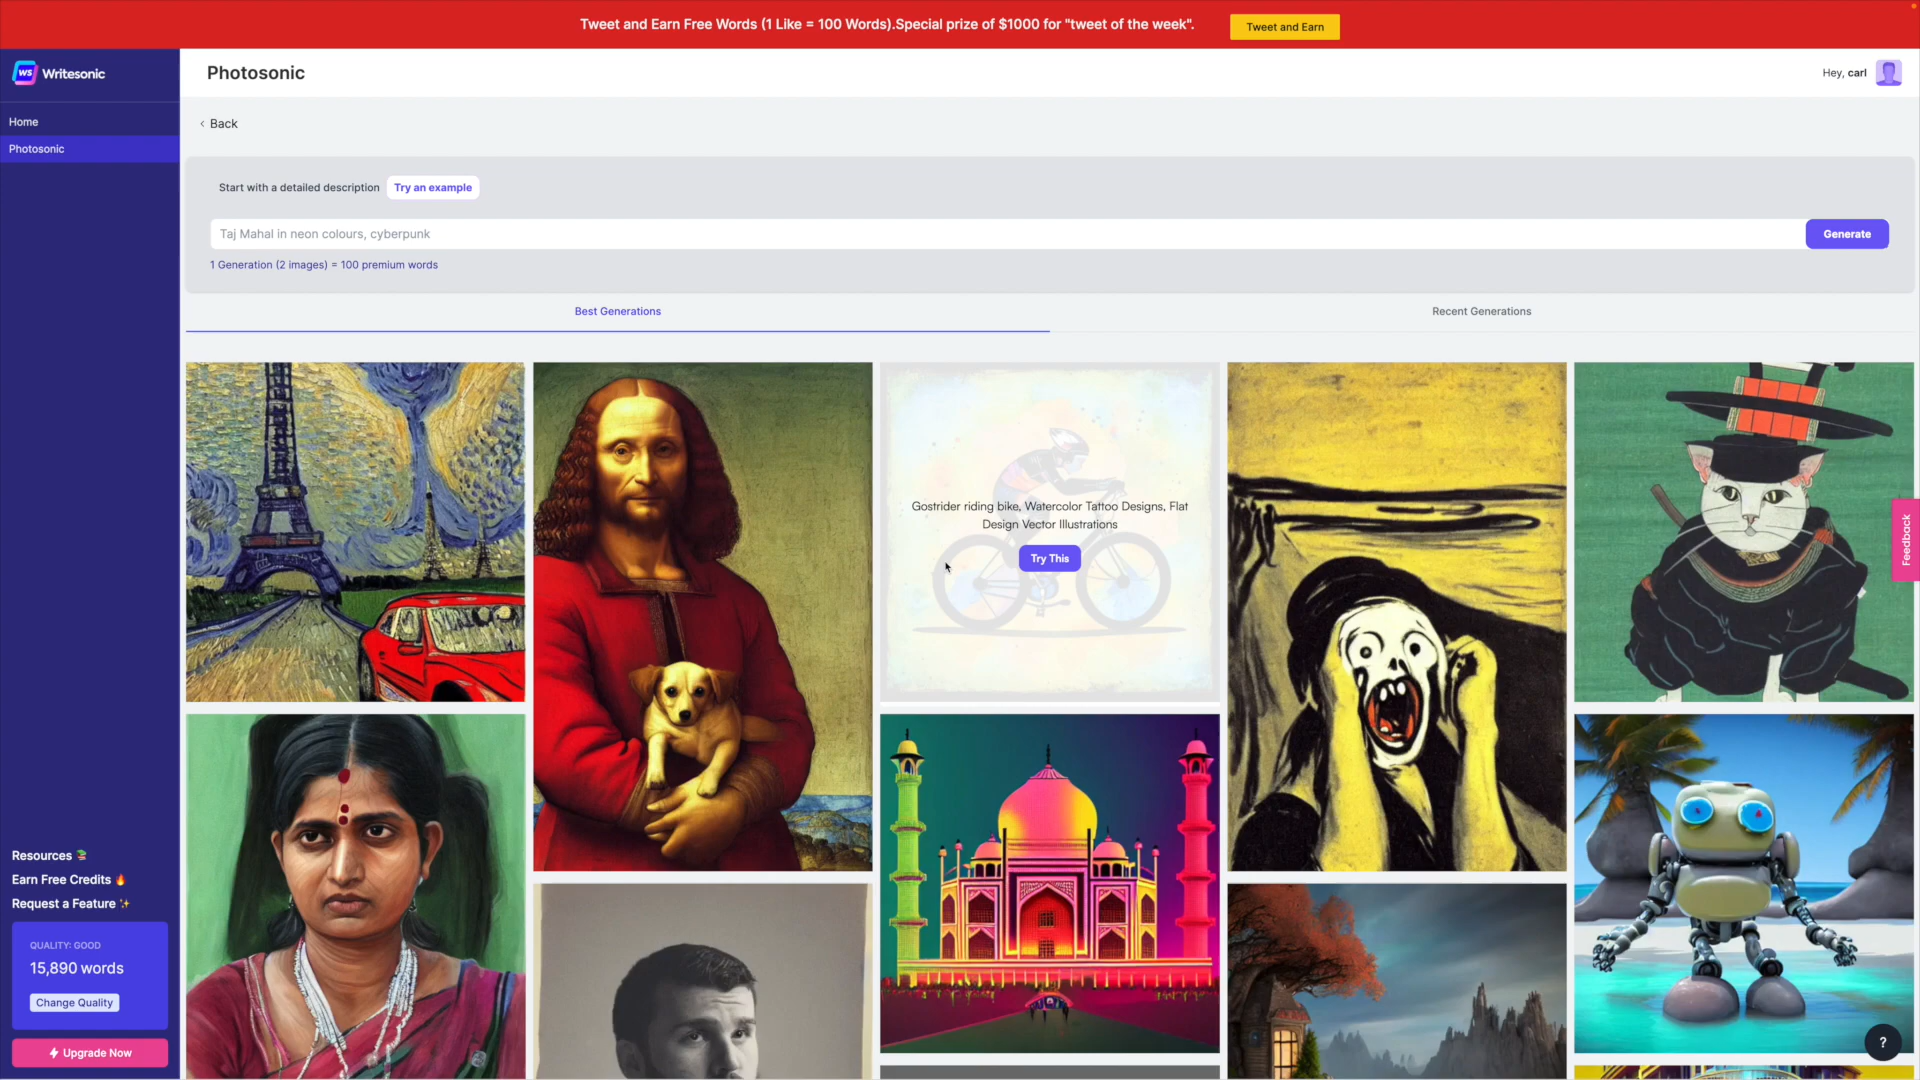 Tweet and Earn Free Words (1 Like = 100 Words).Special prize of $1000 for "tweet of the week".
Tweet and Earn
WS Writesonic
Photosonic
Hey, carl
Home
Photosonic
Back
Start with a detailed description
Try an example
Taj Mahal in neon colours, cyberpunk
Generate
1 Generation (2 images) = 100 premium words
Best Generations
Recent Generations
Gostrider riding bike, Watercolor Tattoo Designs, Flat
Design Vector Illustrations
Try This
Feedback
Resources
Earn Free Credits
Request a Feature
QUALITY: GOOD
15,890 words
Change Quality
Upgrade Now
?